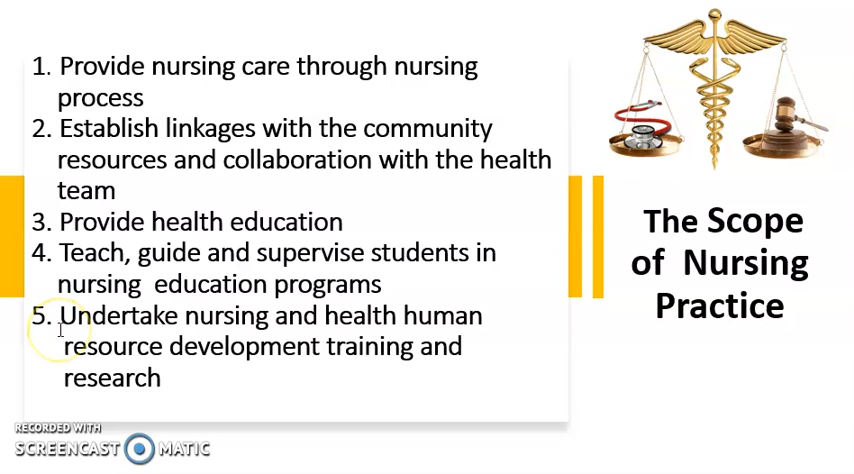 1. Provide nursing care through nursing
process
2. Establish linkages with the community
resources and collaboration with the health
team
3. Provide health education
4. Teach, guide and supervise students in
nursing education programs
5. Undertake nursing and health human
resource development training and
research
The Scope
of Nursing
Practice
RECORDED WITH
SCREENCAST MATIC